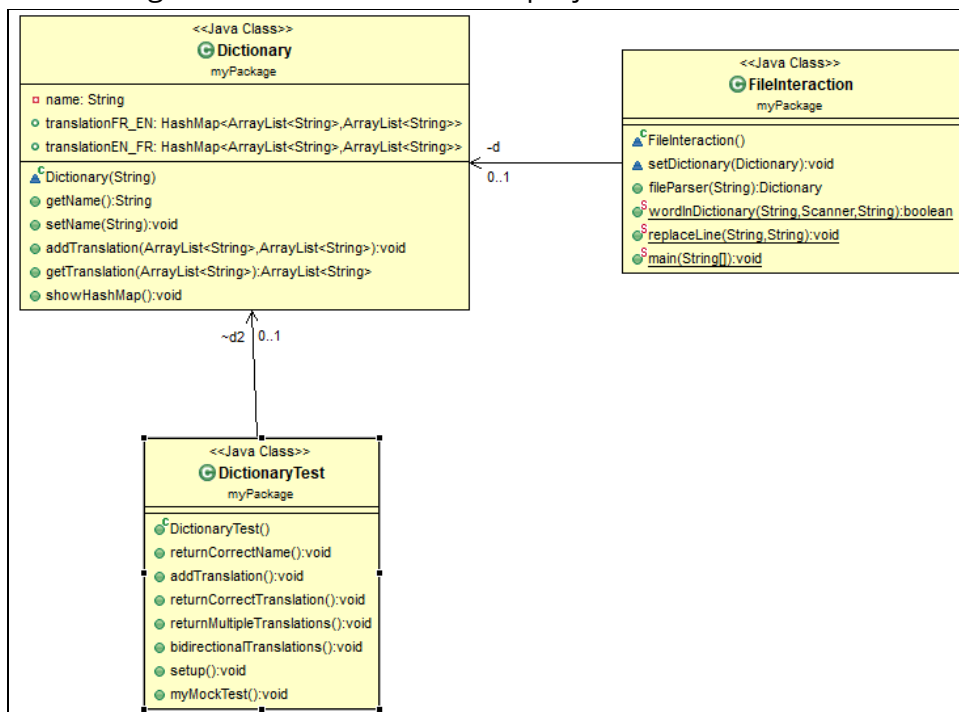 <<Java Class>>
Dictionary
myPackage
name: String
translationFR_EN: HashMap<ArrayList<String>,ArrayList<String>>
translationEN_FR: HashMap<ArrayList<String>,ArrayList<String>>
Dictionary(String)
getName():String
setName(String):void
addTranslation(ArrayList<String>,ArrayList<String>):void
getTranslation(ArrayList<String>):ArrayList<String>
showHashMap():void
-d
0..1
<<Java Class>>
FileInteraction
myPackage
FileInteraction()
setDictionary(Dictionary):void
fileParser(String):Dictionary
wordInDictionary(String,Scanner,String):boolean
replaceLine(String,String):void
main(String[]):void
~d2
0..1
<<Java Class>>
DictionaryTest
myPackage
DictionaryTest()
returnCorrectName():void
addTranslation():void
returnCorrectTranslation():void
returnMultipleTranslations():void
bidirectionalTranslations():void
setup():void
myMockTest():void